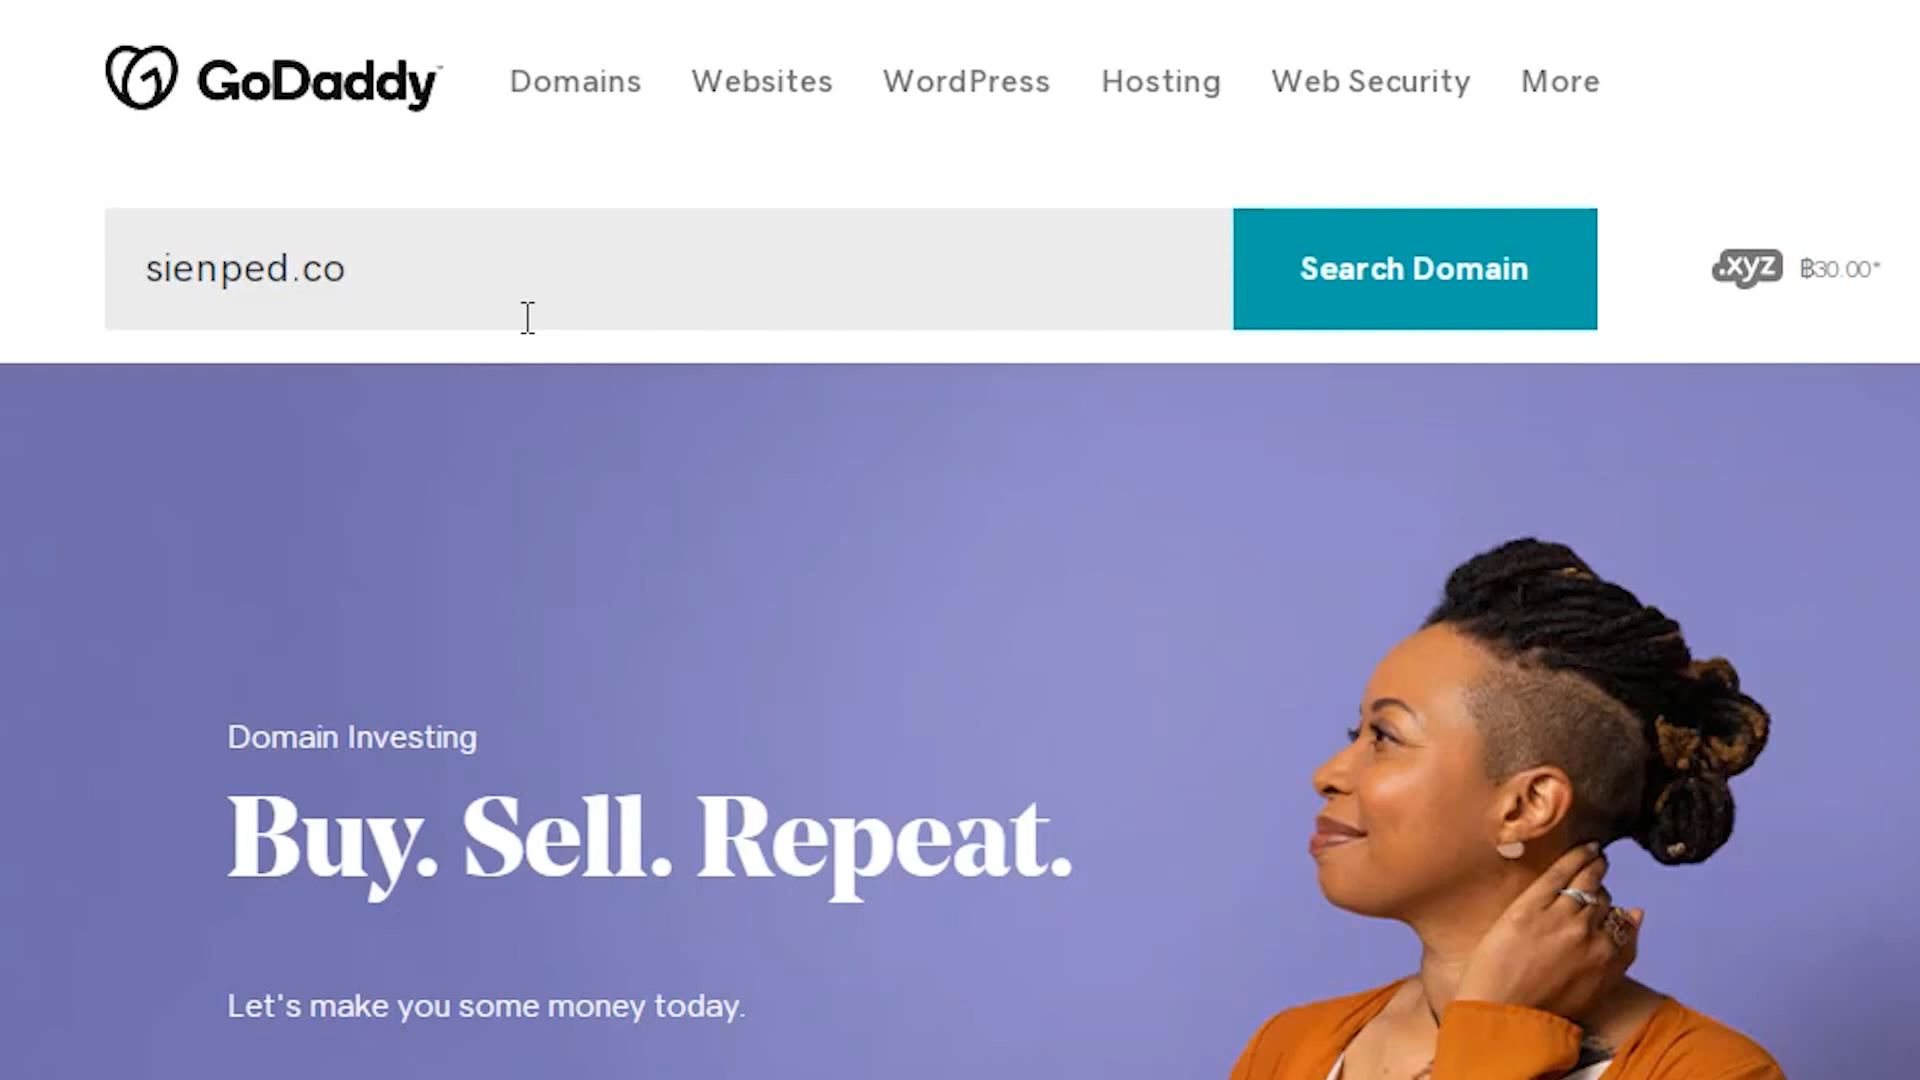 GoDaddy Domains Websites WordPress Hosting Web Security More
sienped.co Search Domain .xyz ฿30.00*
Domain Investing
Buy. Sell. Repeat.
Let's make you some money today.